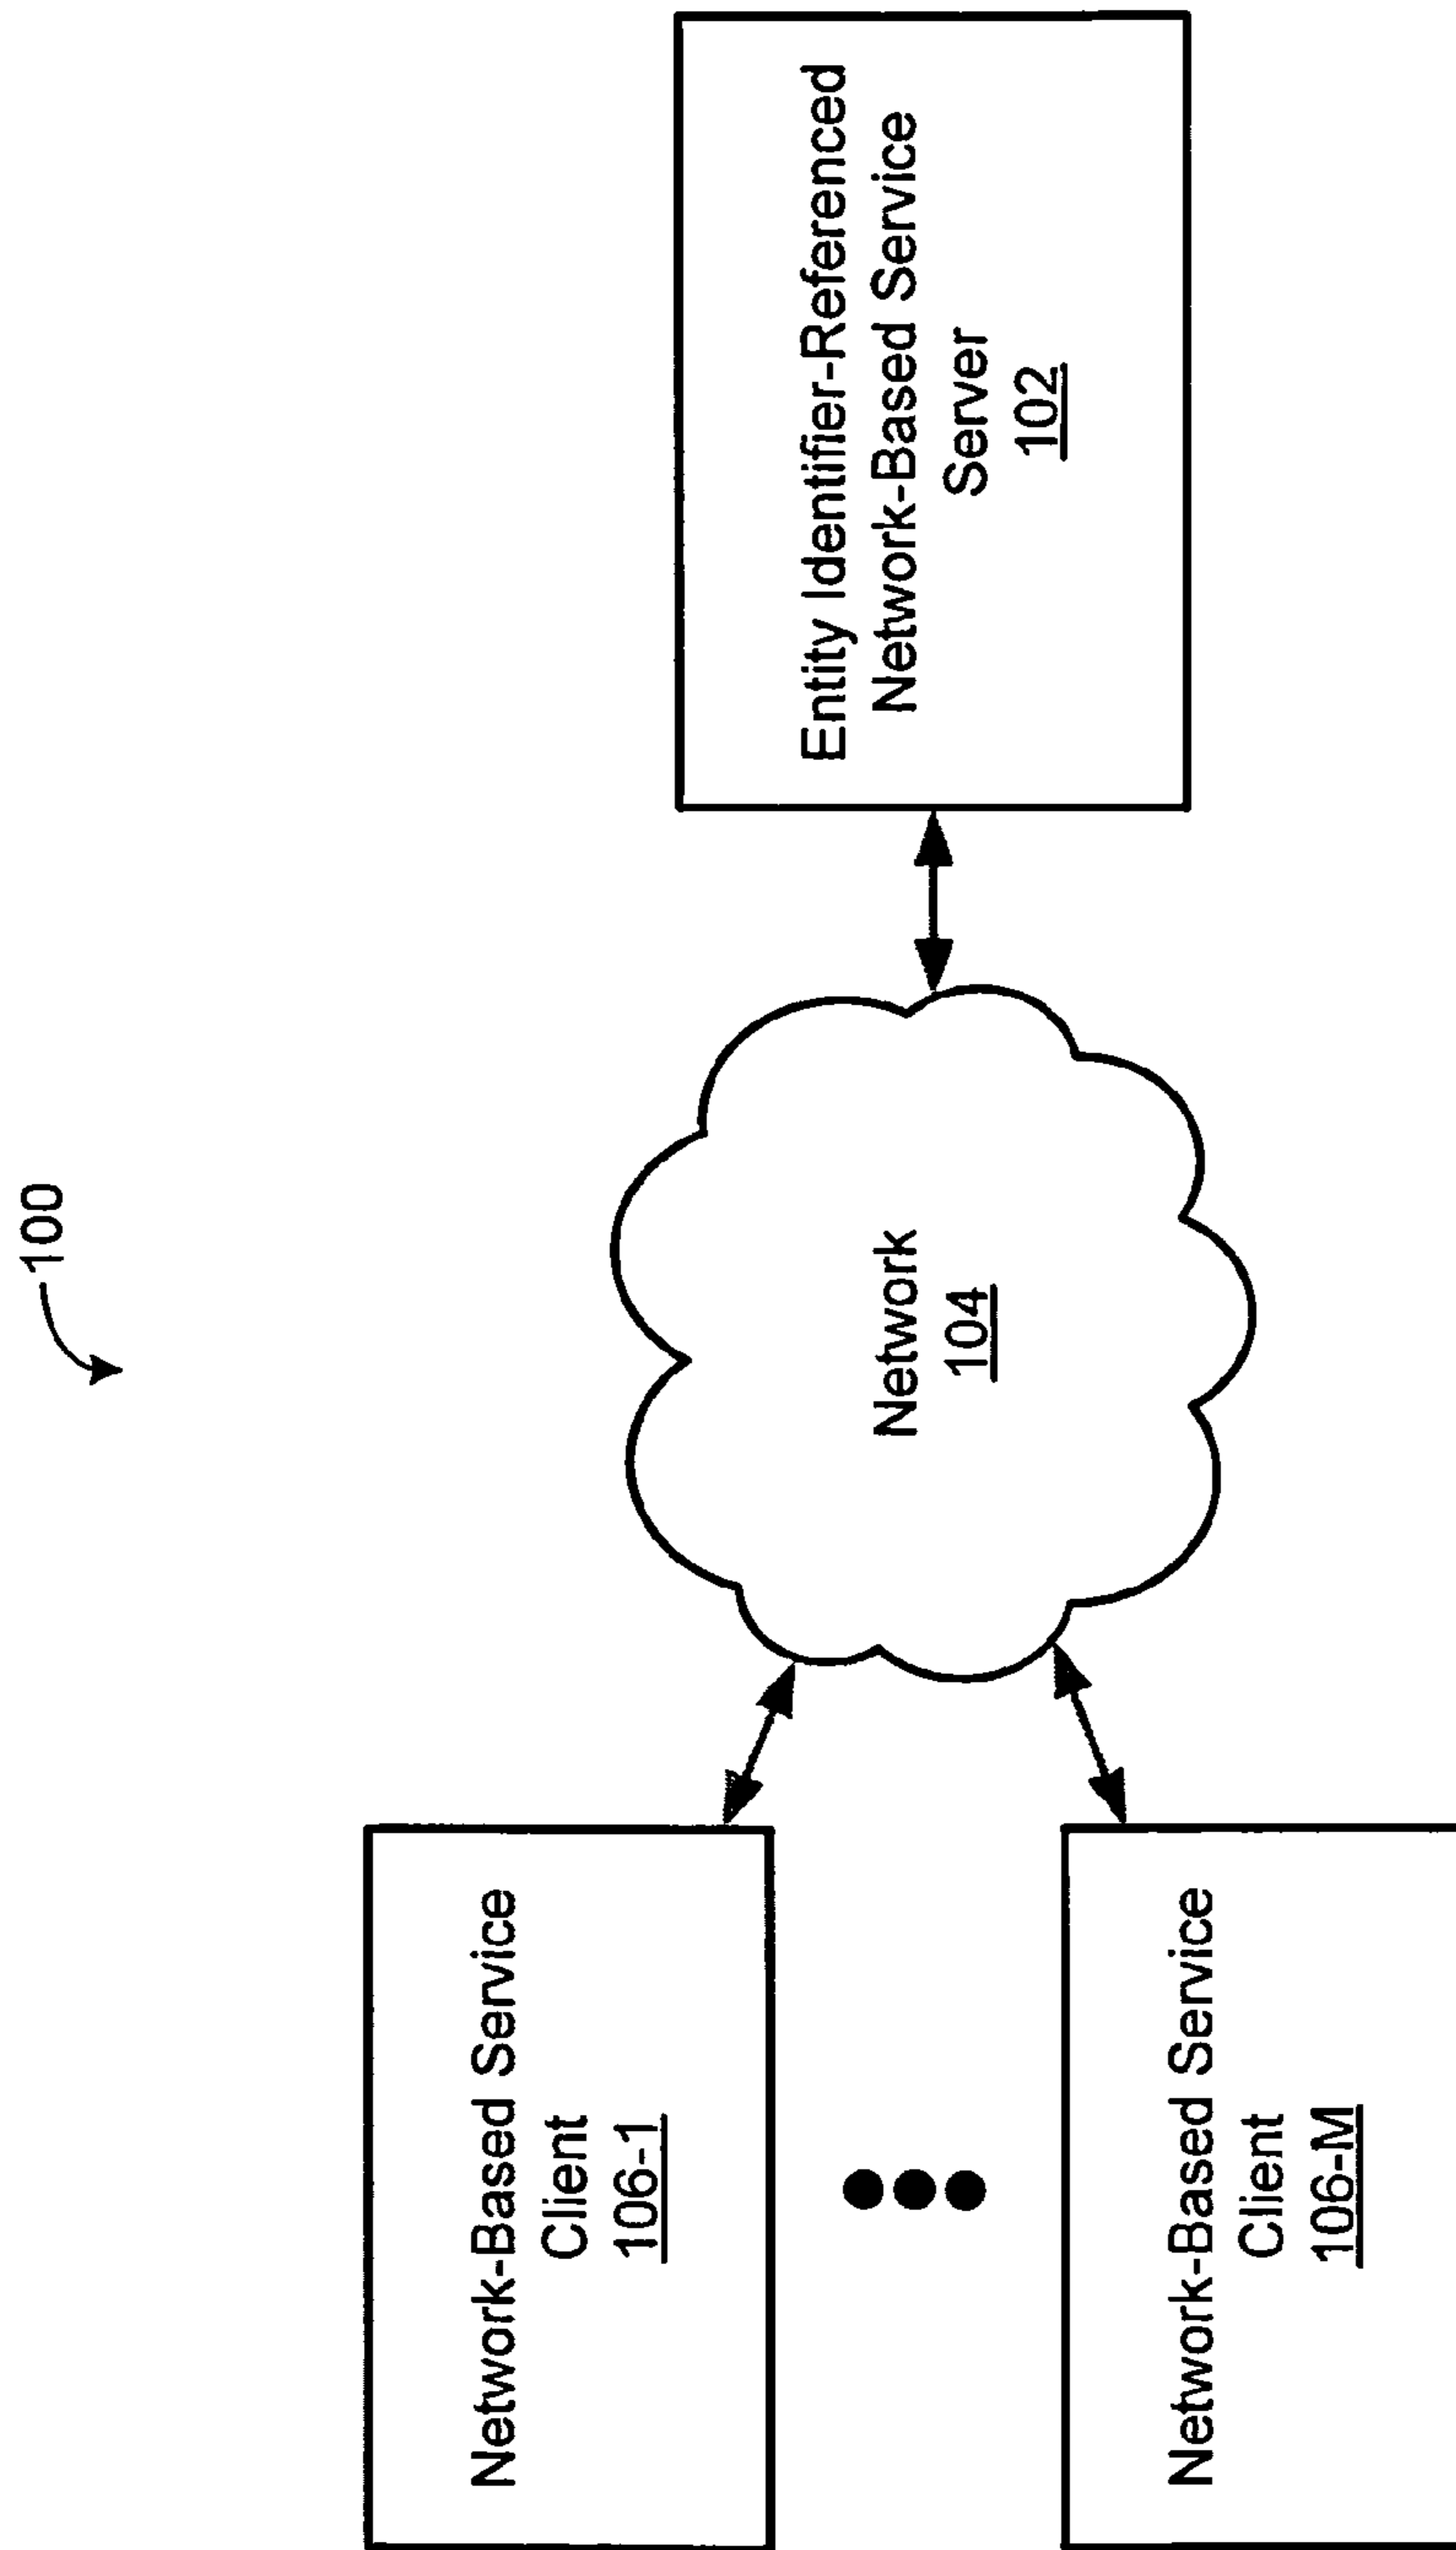 100
Network-Based Service
Client
106-1
Network-Based Service
Client
106-M
Network
104
Entity Identifier-Referenced
Network-Based Service
Server
102